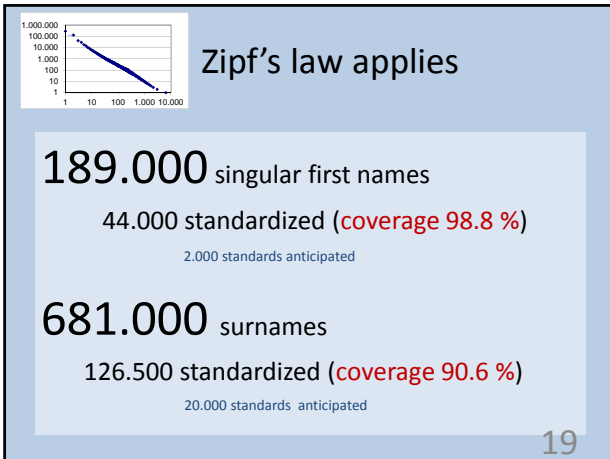 1.000.000
100.000
10.000
1.000
100
10
1
1 10 100 1.000 10.000
Zipf's law applies
189.000 singular first names
44.000 standardized (coverage 98.8 %)
2.000 standards anticipated
681.000 surnames
126.500 standardized (coverage 90.6 %)
20.000 standards anticipated
19